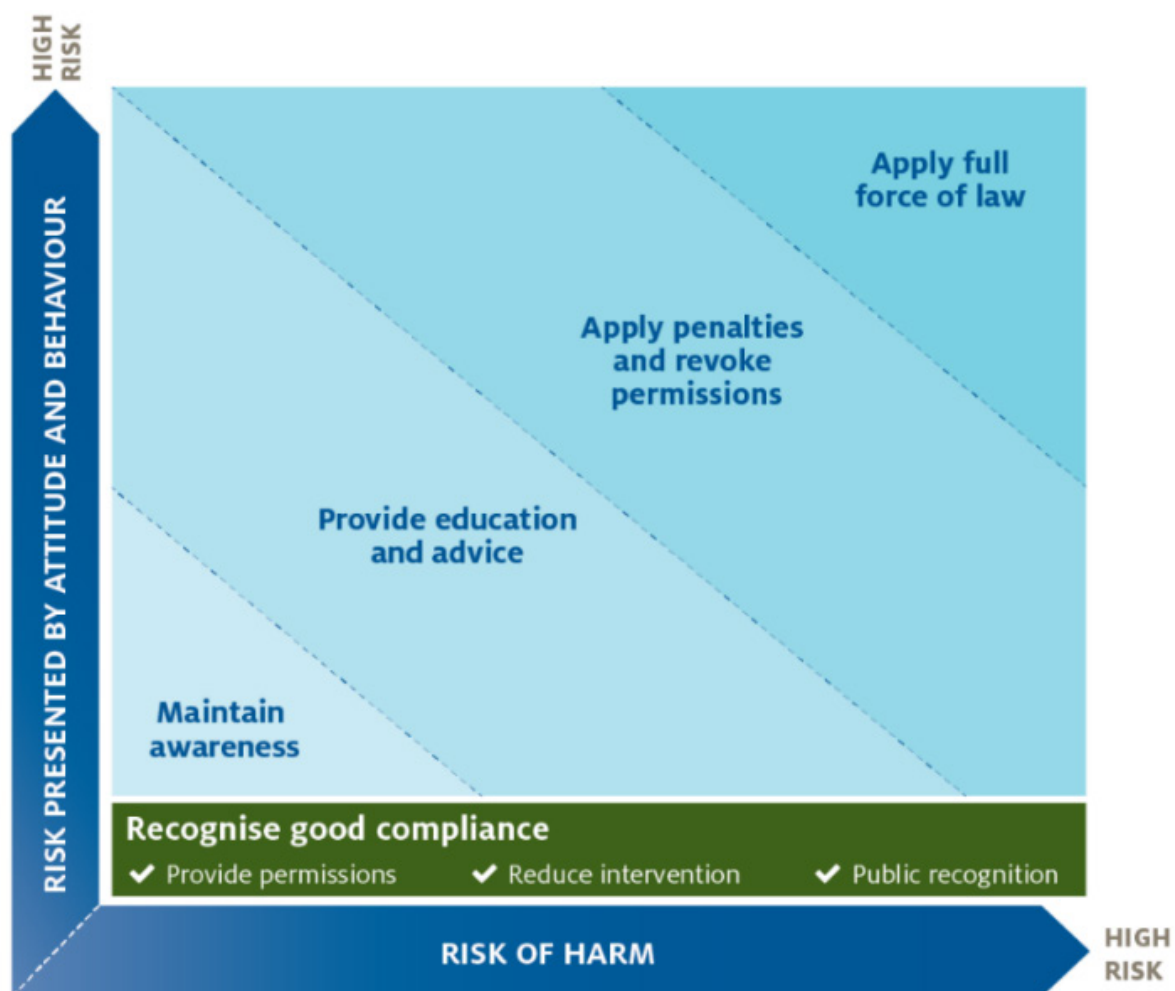 HIGH
RISK
RISK PRESENTED BY ATTITUDE AND BEHAVIOUR
Apply full
force of law
Apply penalties
and revoke
permissions
Provide education
and advice
Maintain
awareness
Recognise good compliance
✓ Provide permissions ✓ Reduce intervention ✓ Public recognition
RISK OF HARM
HIGH
RISK